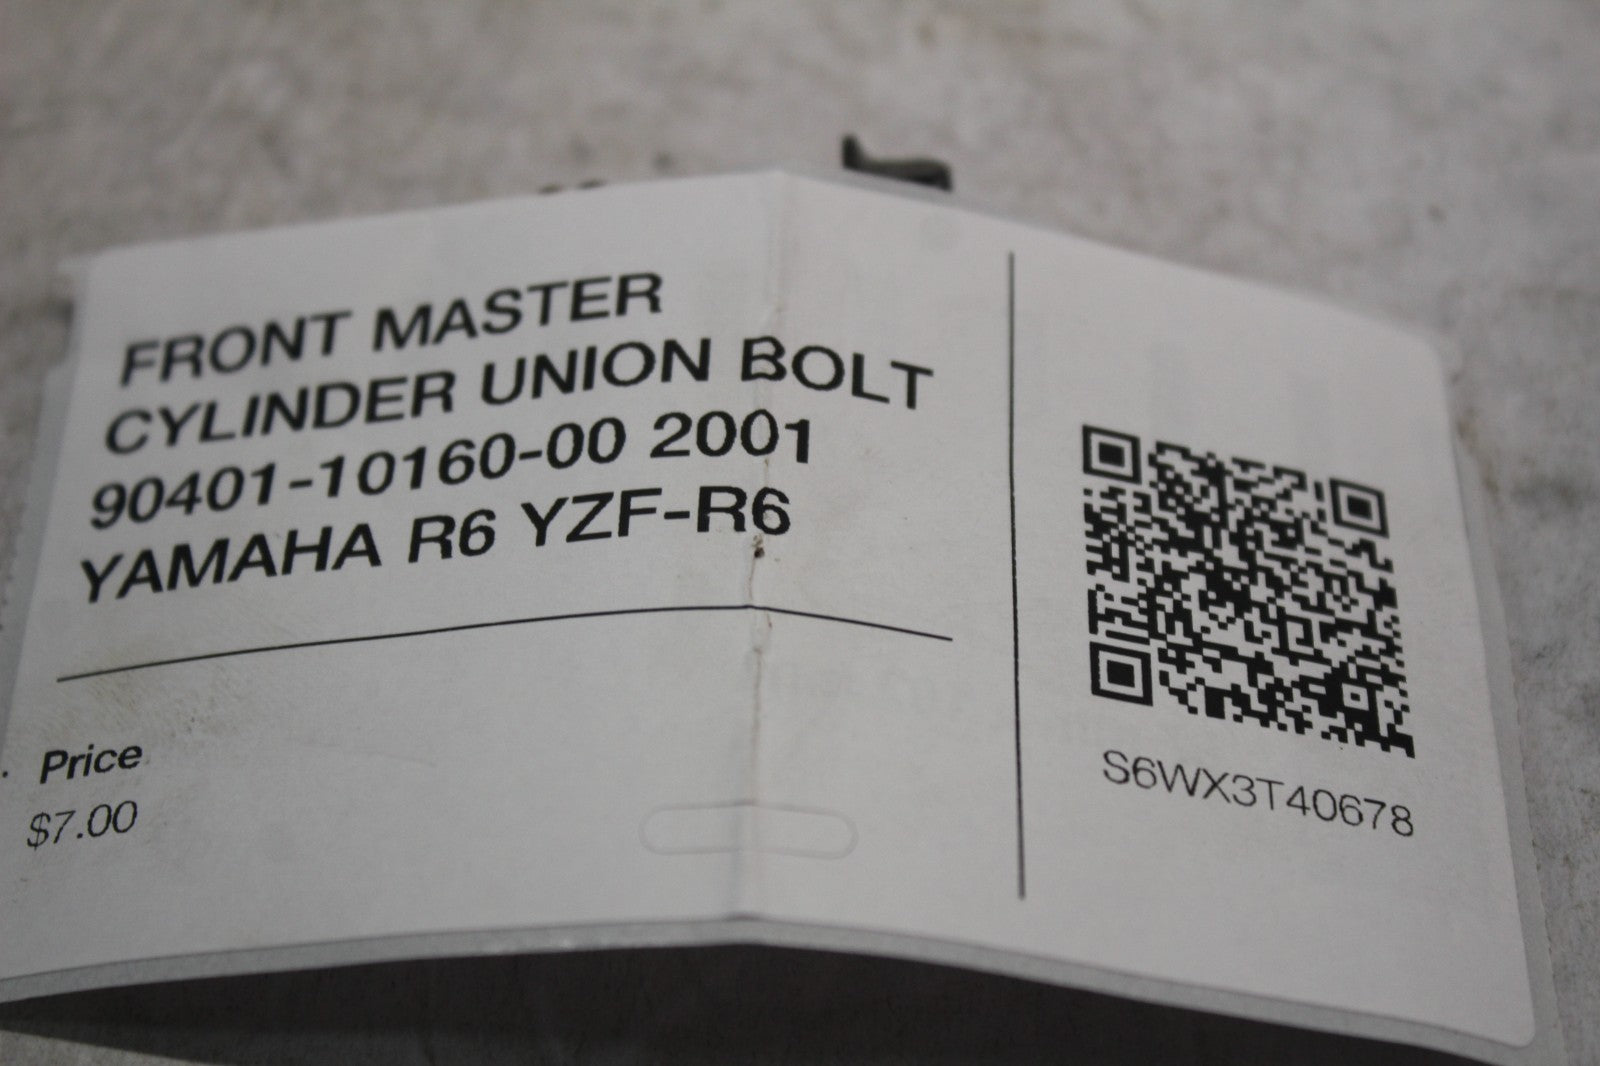 FRONT MASTER
CYLINDER UNION BOLT
90401-10160-00 2001
YAMAHA R6 YZF-R6
Price
$7.00
S6WX3T40678